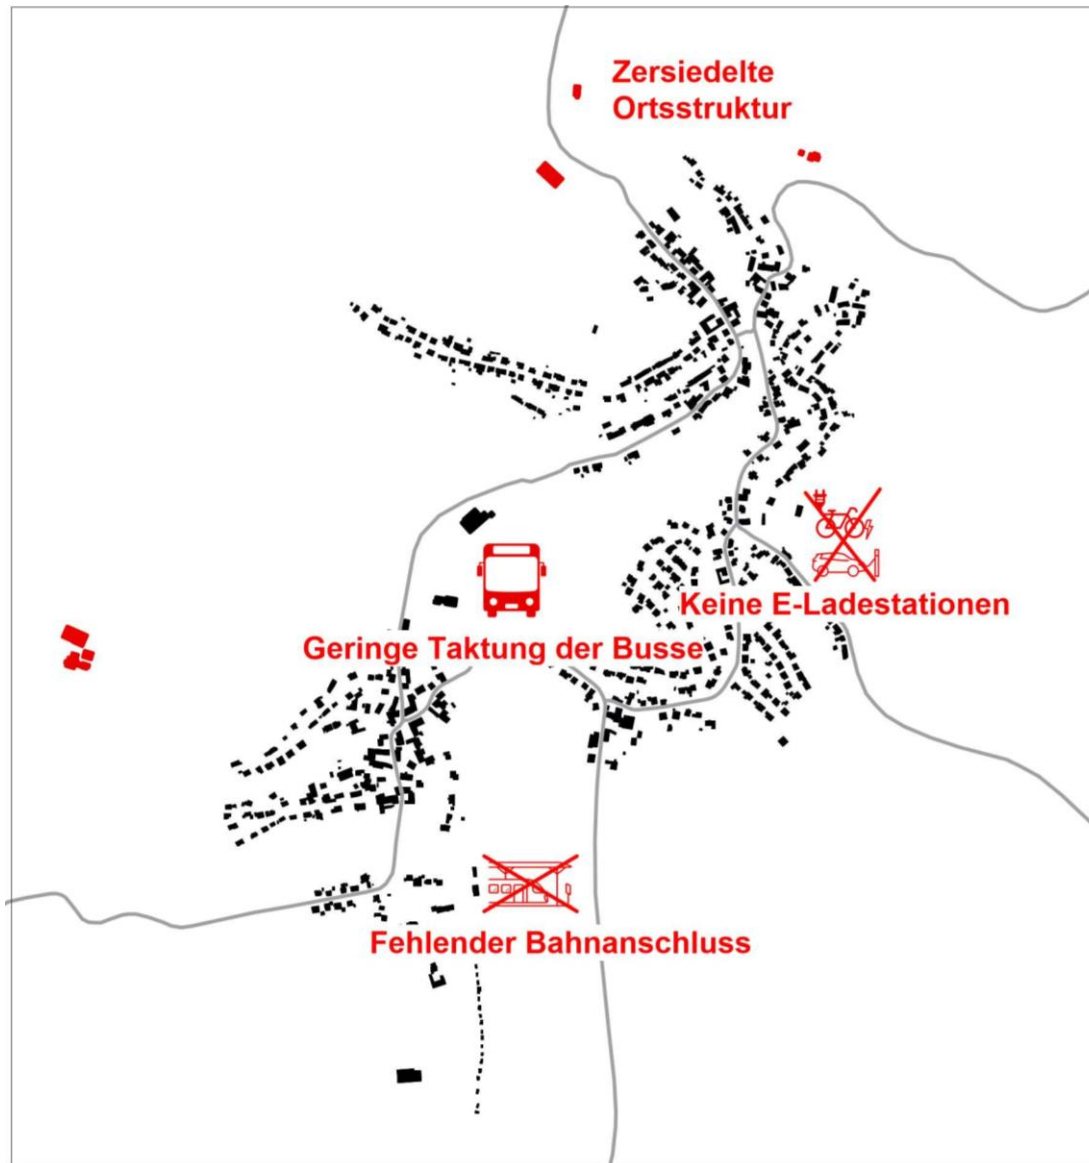 Zersiedelte
Ortsstruktur
Keine E-Ladestationen
Geringe Taktung der Busse
Fehlender Bahnanschluss